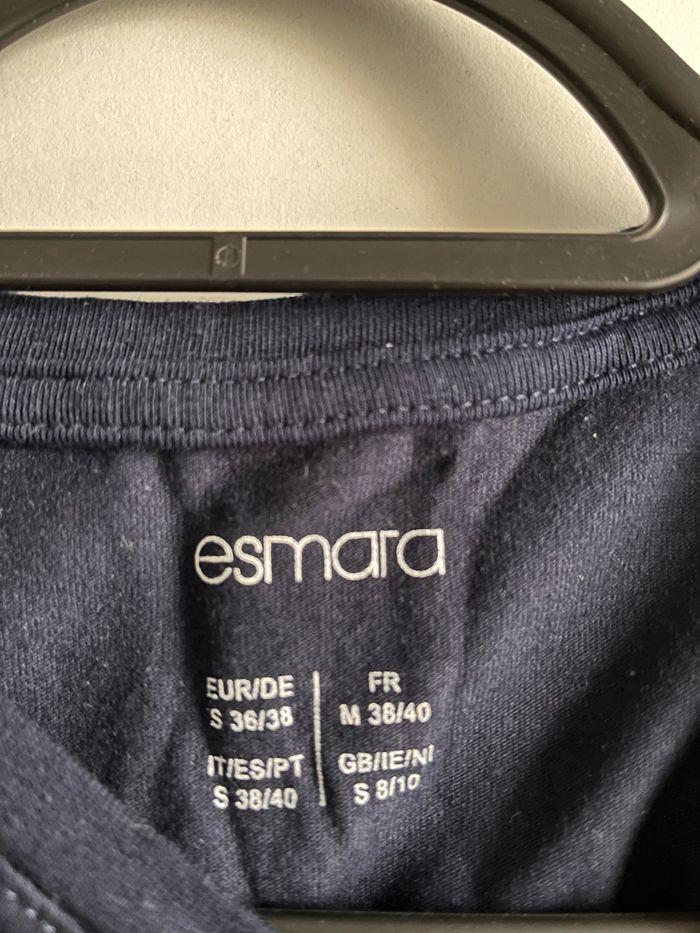 esmara
EUR/DE
S 36/38
FR
M 38/40
IT/ES/PT
S 38/40
GB/IE/NI
S 8/10